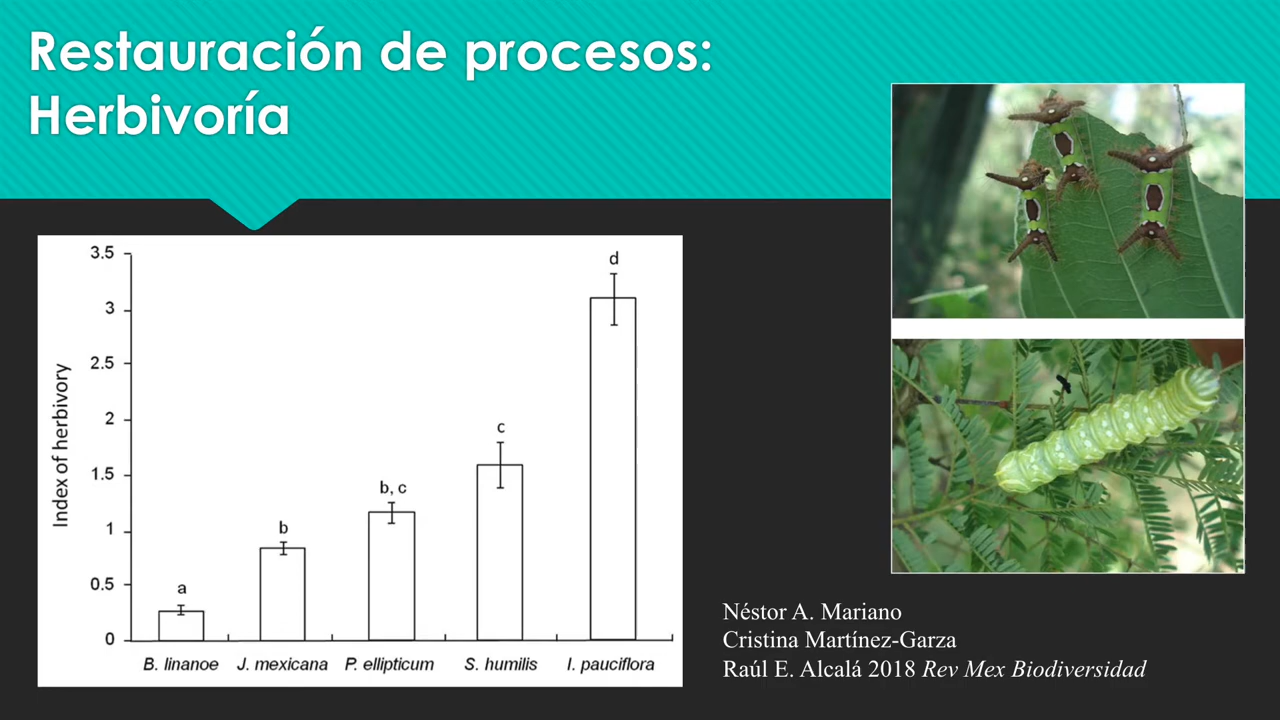 Restauración de procesos:
Herbivoría
Index of herbivory
3.5
3
2.5
2
1.5
1
0.5
0
a
b
b, c
c
d
B. linanoe J. mexicana P. ellipticum S. humilis I. pauciflora
Néstor A. Mariano
Cristina Martínez-Garza
Raúl E. Alcalá 2018 Rev Mex Biodiversidad